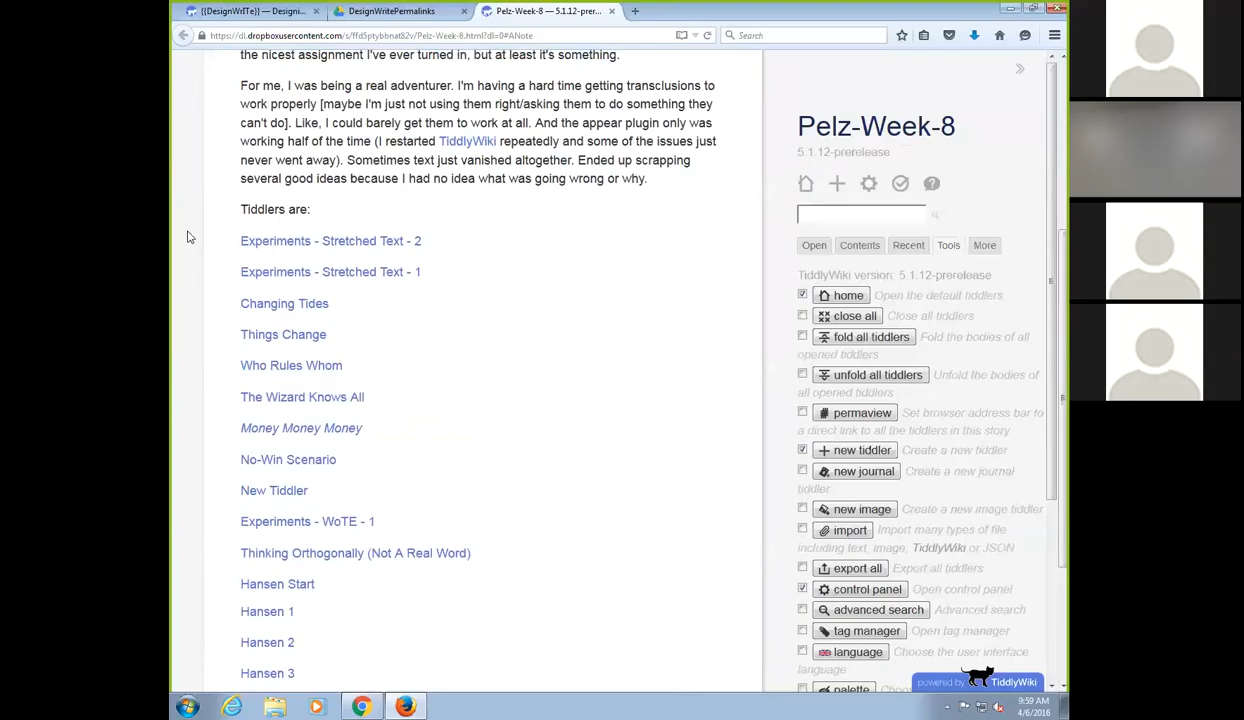 {{DesignWrITe}} — Designi...
DesignWritePermalinks
Pelz-Week-8 — 5.1.12-prer...
https://dl.dropboxusercontent.com/s/ffd5ptybbnat82v/Pelz-Week-8.html?dl=0#ANote
Search
the nicest assignment I've ever turned in, but at least it's something.
For me, I was being a real adventurer. I'm having a hard time getting transclusions to
work properly [maybe I'm just not using them right/asking them to do something they
can't do]. Like, I could barely get them to work at all. And the appear plugin only was
working half of the time (I restarted TiddlyWiki repeatedly and some of the issues just
never went away). Sometimes text just vanished altogether. Ended up scrapping
several good ideas because I had no idea what was going wrong or why.
Tiddlers are:
Experiments - Stretched Text - 2
Experiments - Stretched Text - 1
Changing Tides
Things Change
Who Rules Whom
The Wizard Knows All
Money Money Money
No-Win Scenario
New Tiddler
Experiments - WoTE - 1
Thinking Orthogonally (Not A Real Word)
Hansen Start
Hansen 1
Hansen 2
Hansen 3
Pelz-Week-8
5.1.12-prerelease
Open Contents Recent Tools More
TiddlyWiki version: 5.1.12-prerelease
home Open the default tiddlers
close all Close all tiddlers
fold all tiddlers Fold the bodies of all
opened tiddlers
unfold all tiddlers Unfold the bodies of
all opened tiddlers
permaview Set browser address bar to
a direct link to all the tiddlers in this story
new tiddler Create a new tiddler
new journal Create a new journal
tiddler
new image Create a new image tiddler
import Import many types of file
including text, image, TiddlyWiki or JSON
export all Export all tiddlers
control panel Open control panel
advanced search Advanced search
tag manager Open tag manager
language Choose the user interface
language
palette
powered by TiddlyWiki
9:59 AM
4/6/2016